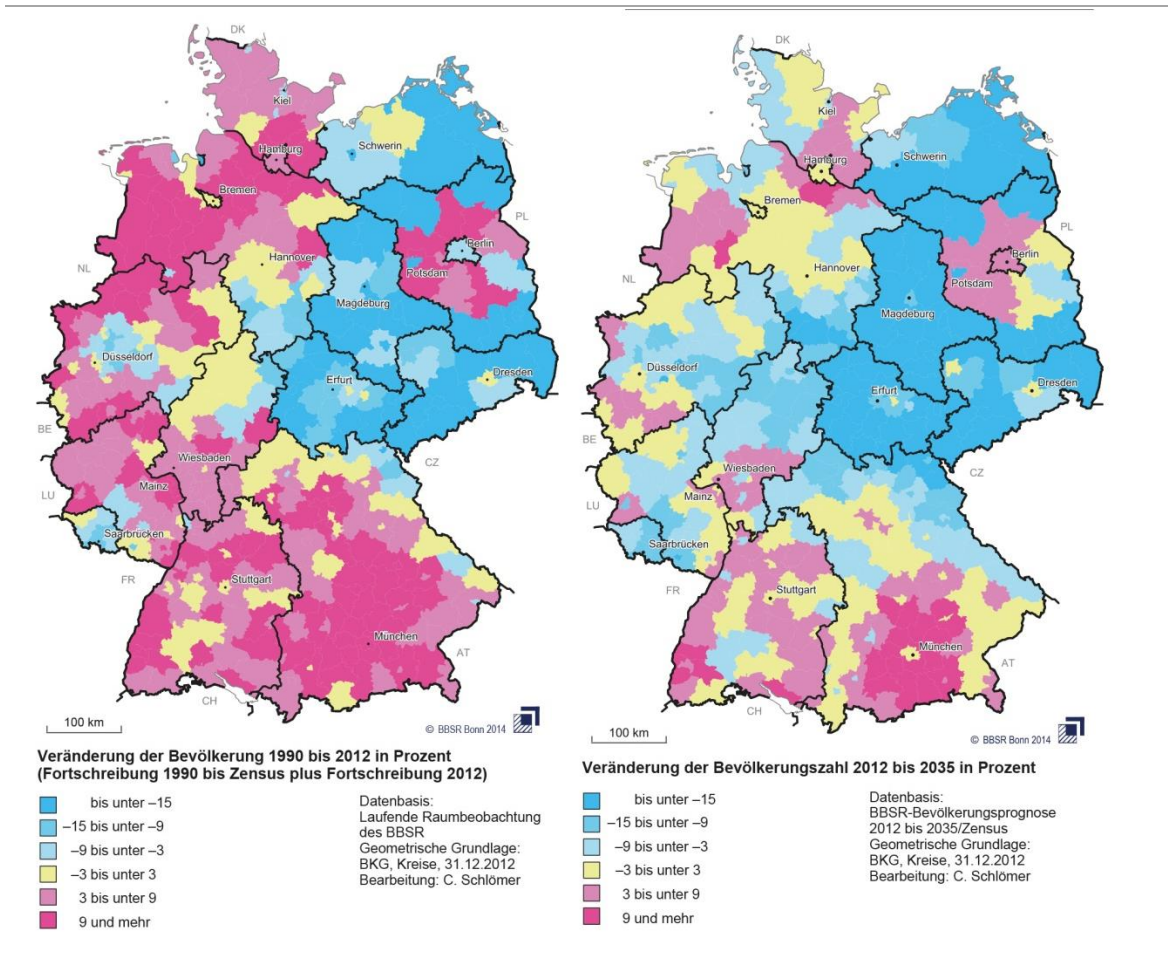 DK
Kiel
Hamburg
Schwerin
Bremen
PL
Berlin
NL
Hannover
Potsdam
Magdeburg
Düsseldorf
Erfurt
Dresden
BE
Wiesbaden
CZ
LU
Mainz
Saarbrücken
FR
Stuttgart
München
AT
CH
100 km
© BBSR Bonn 2014
Veränderung der Bevölkerung 1990 bis 2012 in Prozent
(Fortschreibung 1990 bis Zensus plus Fortschreibung 2012)
bis unter –15
–15 bis unter –9
–9 bis unter –3
–3 bis unter 3
3 bis unter 9
9 und mehr
Datenbasis:
Laufende Raumbeobachtung
des BBSR
Geometrische Grundlage:
BKG, Kreise, 31.12.2012
Bearbeitung: C. Schlömer
DK
Kiel
Hamburg
Schwerin
Bremen
PL
Berlin
NL
Hannover
Potsdam
Magdeburg
Düsseldorf
Erfurt
Dresden
BE
Wiesbaden
CZ
LU
Mainz
Saarbrücken
FR
Stuttgart
München
AT
CH
100 km
© BBSR Bonn 2014
Veränderung der Bevölkerungszahl 2012 bis 2035 in Prozent
bis unter –15
–15 bis unter –9
–9 bis unter –3
–3 bis unter 3
3 bis unter 9
9 und mehr
Datenbasis:
BBSR-Bevölkerungsprognose
2012 bis 2035/Zensus
Geometrische Grundlage:
BKG, Kreise, 31.12.2012
Bearbeitung: C. Schlömer